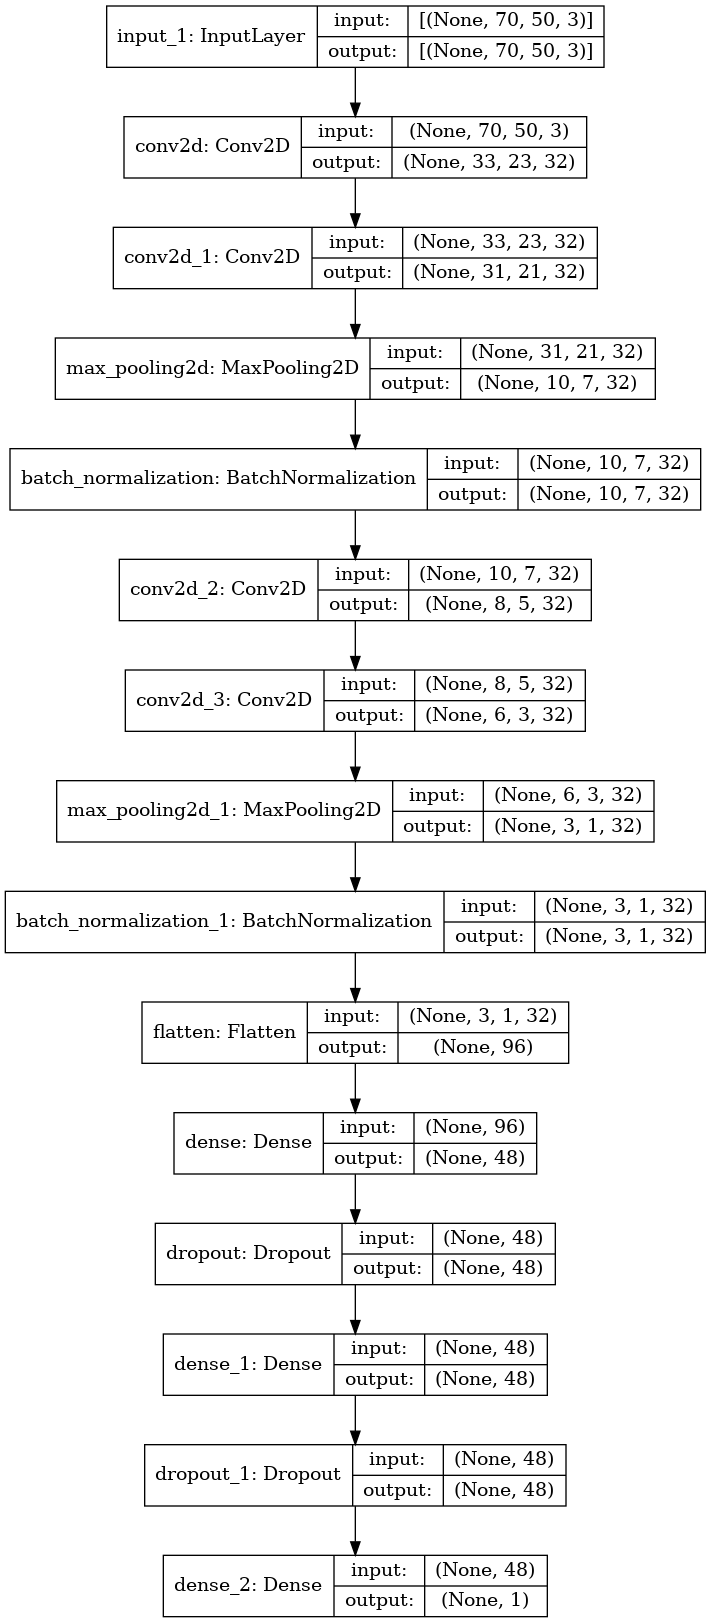 input_1: InputLayer
input: [(None, 70, 50, 3)]
output: [(None, 70, 50, 3)]
conv2d: Conv2D
input: (None, 70, 50, 3)
output: (None, 33, 23, 32)
conv2d_1: Conv2D
input: (None, 33, 23, 32)
output: (None, 31, 21, 32)
max_pooling2d: MaxPooling2D
input: (None, 31, 21, 32)
output: (None, 10, 7, 32)
batch_normalization: BatchNormalization
input: (None, 10, 7, 32)
output: (None, 10, 7, 32)
conv2d_2: Conv2D
input: (None, 10, 7, 32)
output: (None, 8, 5, 32)
conv2d_3: Conv2D
input: (None, 8, 5, 32)
output: (None, 6, 3, 32)
max_pooling2d_1: MaxPooling2D
input: (None, 6, 3, 32)
output: (None, 3, 1, 32)
batch_normalization_1: BatchNormalization
input: (None, 3, 1, 32)
output: (None, 3, 1, 32)
flatten: Flatten
input: (None, 3, 1, 32)
output: (None, 96)
dense: Dense
input: (None, 96)
output: (None, 48)
dropout: Dropout
input: (None, 48)
output: (None, 48)
dense_1: Dense
input: (None, 48)
output: (None, 48)
dropout_1: Dropout
input: (None, 48)
output: (None, 48)
dense_2: Dense
input: (None, 48)
output: (None, 1)